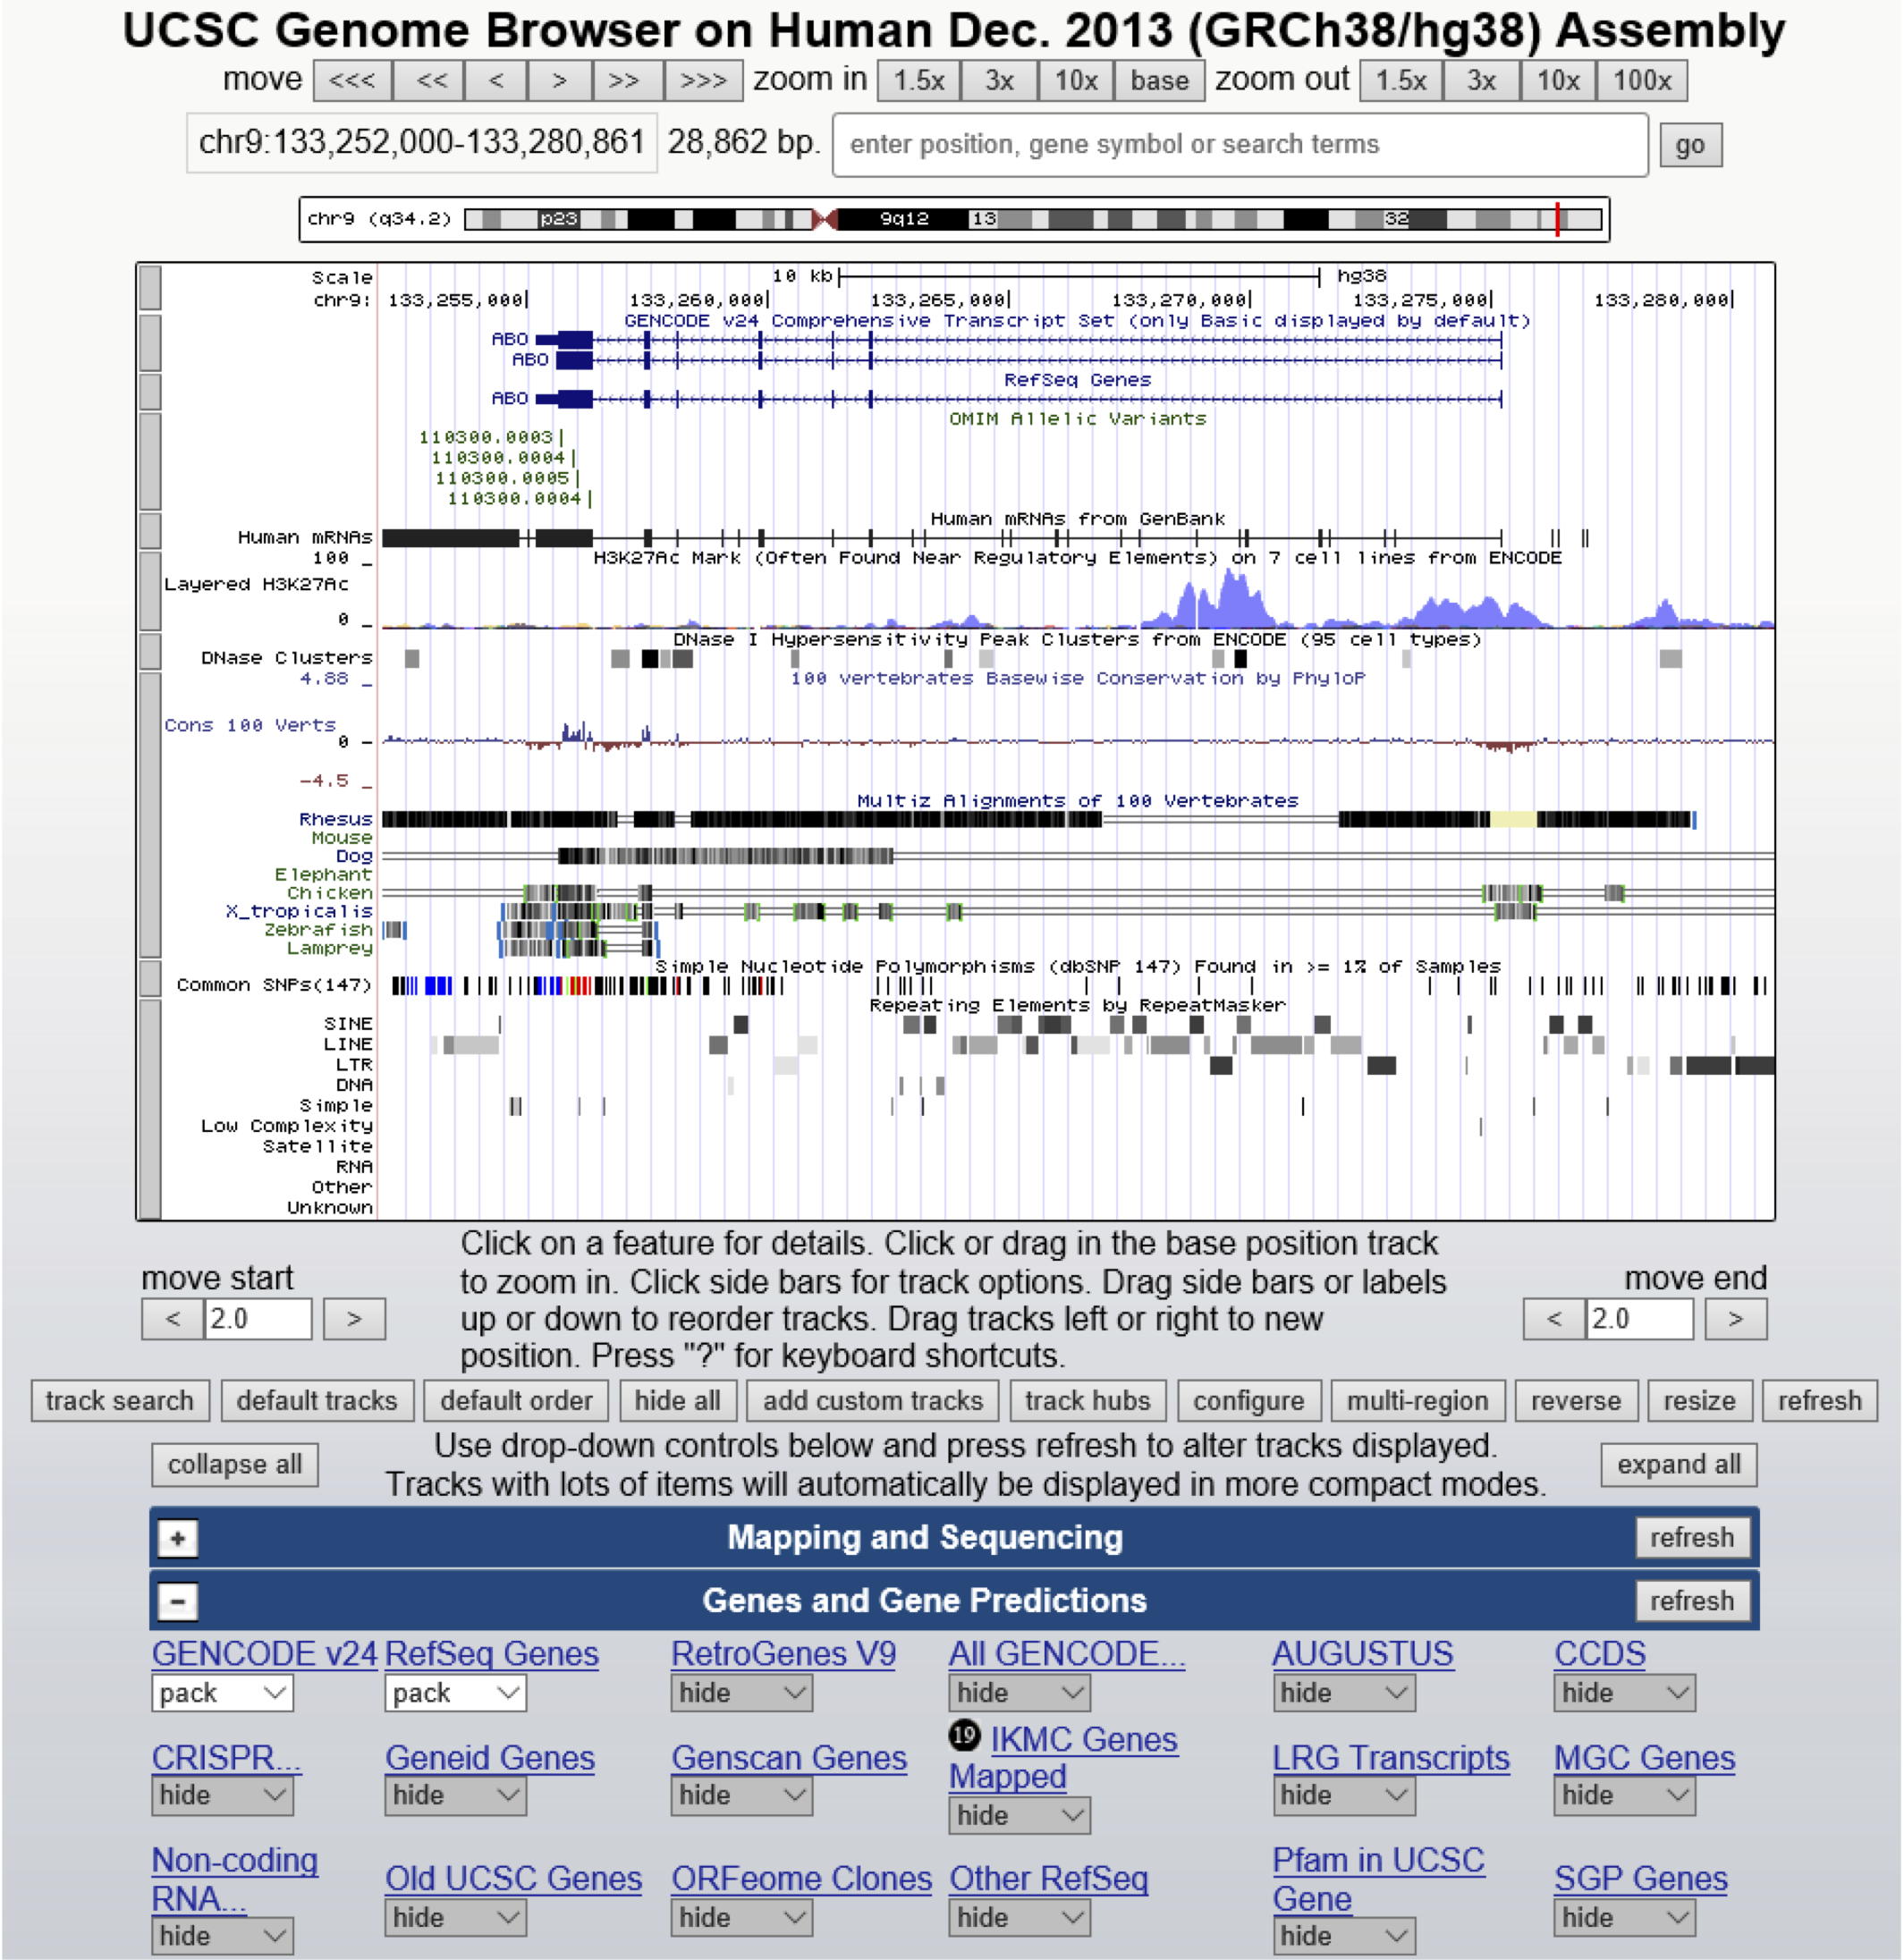 UCSC Genome Browser on Human Dec. 2013 (GRCh38/hg38) Assembly
move <<< << < > >> >>> zoom in 1.5x 3x 10x base zoom out 1.5x 3x 10x 100x
chr9:133,252,000-133,280,861 28,862 bp. enter position, gene symbol or search terms go
chr9 (q34.2) p23 9q12 13 32
Scale 10 kb hg38
chr9: 133,255,000 133,260,000 133,265,000 133,270,000 133,275,000 133,280,000
GENCODE v24 Comprehensive Transcript Set (only Basic displayed by default)
ABO
ABO
RefSeq Genes
ABO
OMIM Allelic Variants
110300.0003
110300.0004
110300.0005
110300.0004
Human mRNAs from GenBank
Human mRNAs
100 _ H3K27Ac Mark (Often Found Near Regulatory Elements) on 7 cell lines from ENCODE
Layered H3K27Ac
0 _
DNase I Hypersensitivity Peak Clusters from ENCODE (95 cell types)
DNase Clusters
4.88 _ 100 vertebrates Basewise Conservation by PhyloP
Cons 100 Verts
0 -
-4.5 _
Multiz Alignments of 100 Vertebrates
Rhesus
Mouse
Dog
Elephant
Chicken
X_tropicalis
Zebrafish
Lamprey
Simple Nucleotide Polymorphisms (dbSNP 147) Found in >= 1% of Samples
Common SNPs(147)
Repeating Elements by RepeatMasker
SINE
LINE
LTR
DNA
Simple
Low Complexity
Satellite
RNA
Other
Unknown
move start
< 2.0 >
Click on a feature for details. Click or drag in the base position track
to zoom in. Click side bars for track options. Drag side bars or labels
up or down to reorder tracks. Drag tracks left or right to new
position. Press "?" for keyboard shortcuts.
move end
< 2.0 >
track search default tracks default order hide all add custom tracks track hubs configure multi-region reverse resize refresh
collapse all
Use drop-down controls below and press refresh to alter tracks displayed.
Tracks with lots of items will automatically be displayed in more compact modes.
expand all
+ Mapping and Sequencing refresh
- Genes and Gene Predictions refresh
GENCODE v24 RefSeq Genes RetroGenes V9 All GENCODE... AUGUSTUS CCDS
pack pack hide hide hide hide
CRISPR... Geneid Genes Genscan Genes 19 IKMC Genes Mapped LRG Transcripts MGC Genes
hide hide hide hide hide hide
Non-coding RNA... Old UCSC Genes ORFeome Clones Other RefSeq Pfam in UCSC Gene SGP Genes
hide hide hide hide hide hide